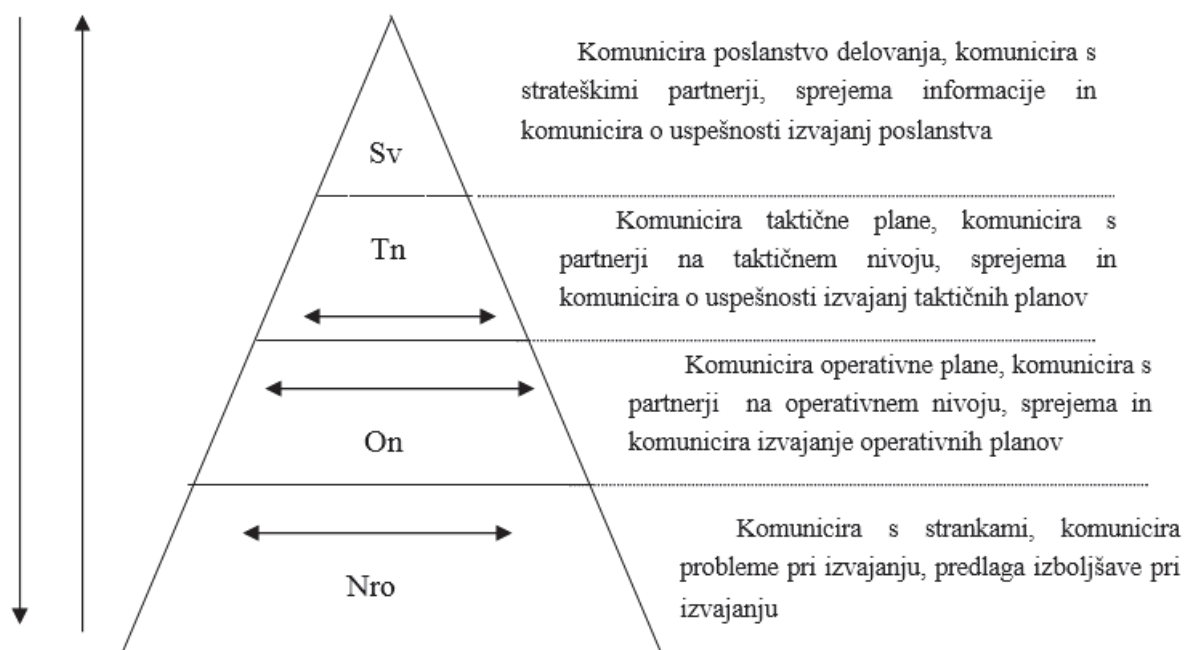 Komunicira poslanstvo delovanja, komunicira s
strateškimi partnerji, sprejema informacije in
komunicira o uspešnosti izvajanj poslanstva
Sv
Komunicira taktične plane, komunicira s
partnerji na taktičnem nivoju, sprejema in
komunicira o uspešnosti izvajanj taktičnih planov
Tn
Komunicira operativne plane, komunicira s
partnerji na operativnem nivoju, sprejema in
komunicira izvajanje operativnih planov
On
Komunicira s strankami, komunicira
probleme pri izvajanju, predlaga izboljšave pri
izvajanju
Nro